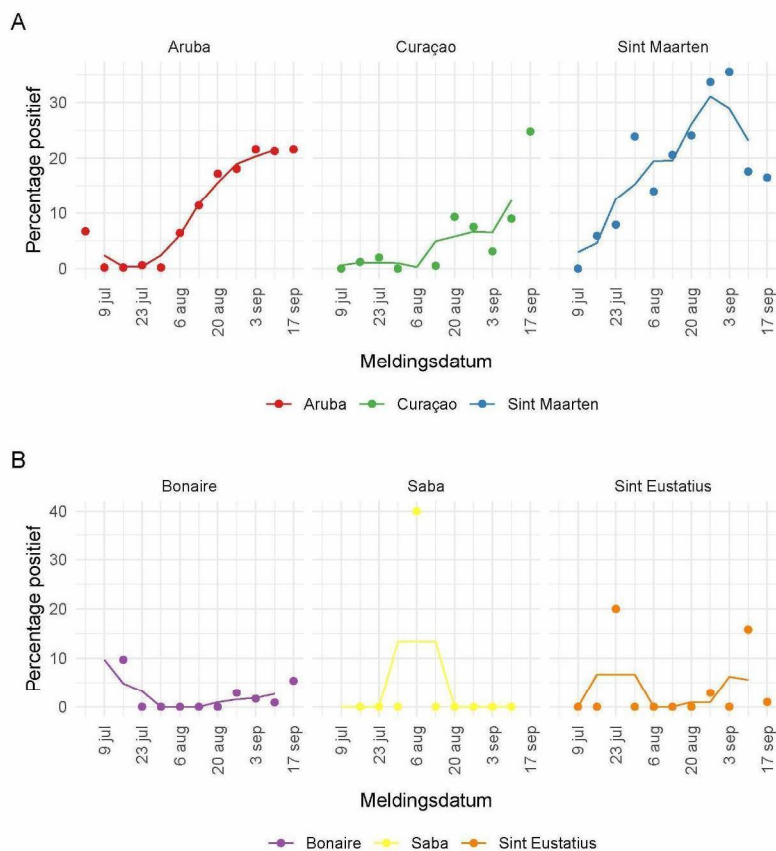 A
Aruba
Curaçao
Sint Maarten
Percentage positief
30
20
10
0
9 jul
23 jul
6 aug
20 aug
3 sep
17 sep
9 jul
23 jul
6 aug
20 aug
3 sep
17 sep
9 jul
23 jul
6 aug
20 aug
3 sep
17 sep
Meldingsdatum
Aruba Curaçao Sint Maarten
B
Bonaire
Saba
Sint Eustatius
Percentage positief
40
30
20
10
0
9 jul
23 jul
6 aug
20 aug
3 sep
17 sep
9 jul
23 jul
6 aug
20 aug
3 sep
17 sep
9 jul
23 jul
6 aug
20 aug
3 sep
17 sep
Meldingsdatum
Bonaire Saba Sint Eustatius